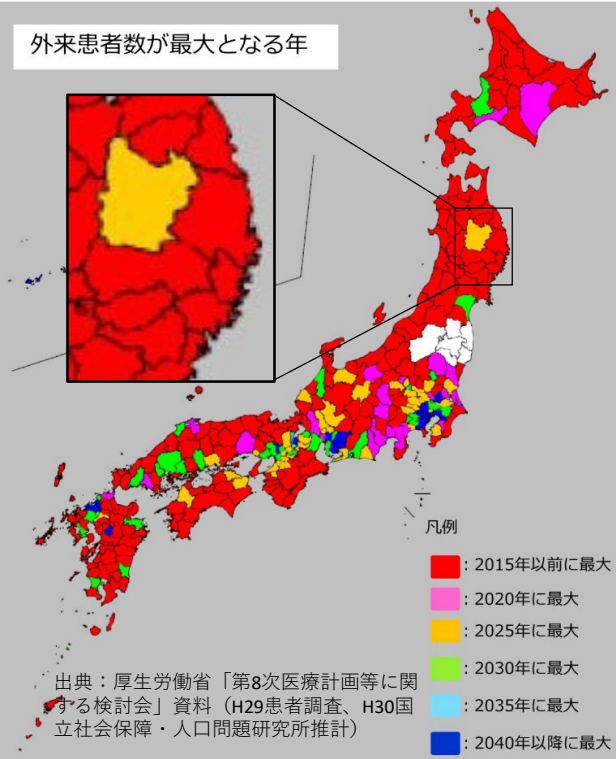 外来患者数が最大となる年
凡例
：2015年以前に最大
：2020年に最大
：2025年に最大
：2030年に最大
：2035年に最大
：2040年以降に最大
出典：厚生労働省「第8次医療計画等に関
する検討会」資料（H29患者調査、H30国
立社会保障・人口問題研究所推計）